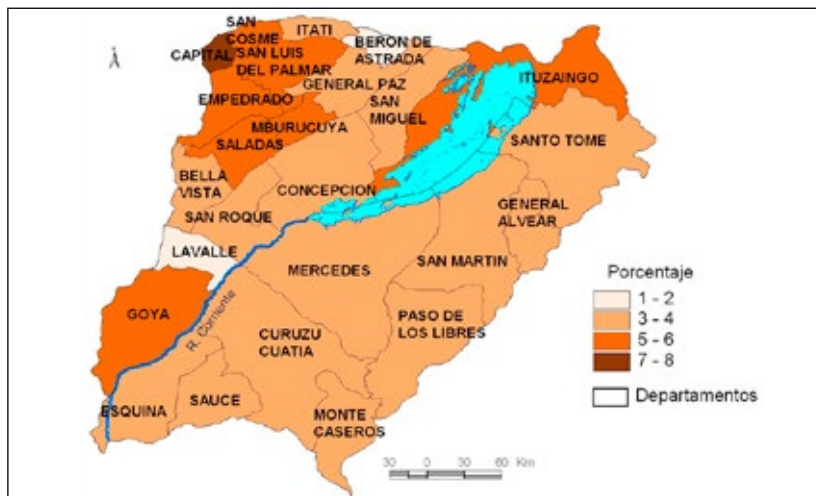 SAN
COSME
ITATI
CAPITAL
SAN LUIS
DEL PALMAR
BERON DE
ASTRADA
ITUZAINGO
EMPEDRADO
GENERAL PAZ
SAN
MIGUEL
MBURUCUYA
SALADAS
SANTO TOME
BELLA
VISTA
CONCEPCION
GENERAL
ALVEAR
SAN ROQUE
LAVALLE
MERCEDES
SAN MARTIN
GOYA
R. Corriente
PASO DE
LOS LIBRES
CURUZU
CUATIA
ESQUINA
SAUCE
MONTE
CASEROS
Porcentaje
1 - 2
3 - 4
5 - 6
7 - 8
Departamentos
30 0 30 60 Km